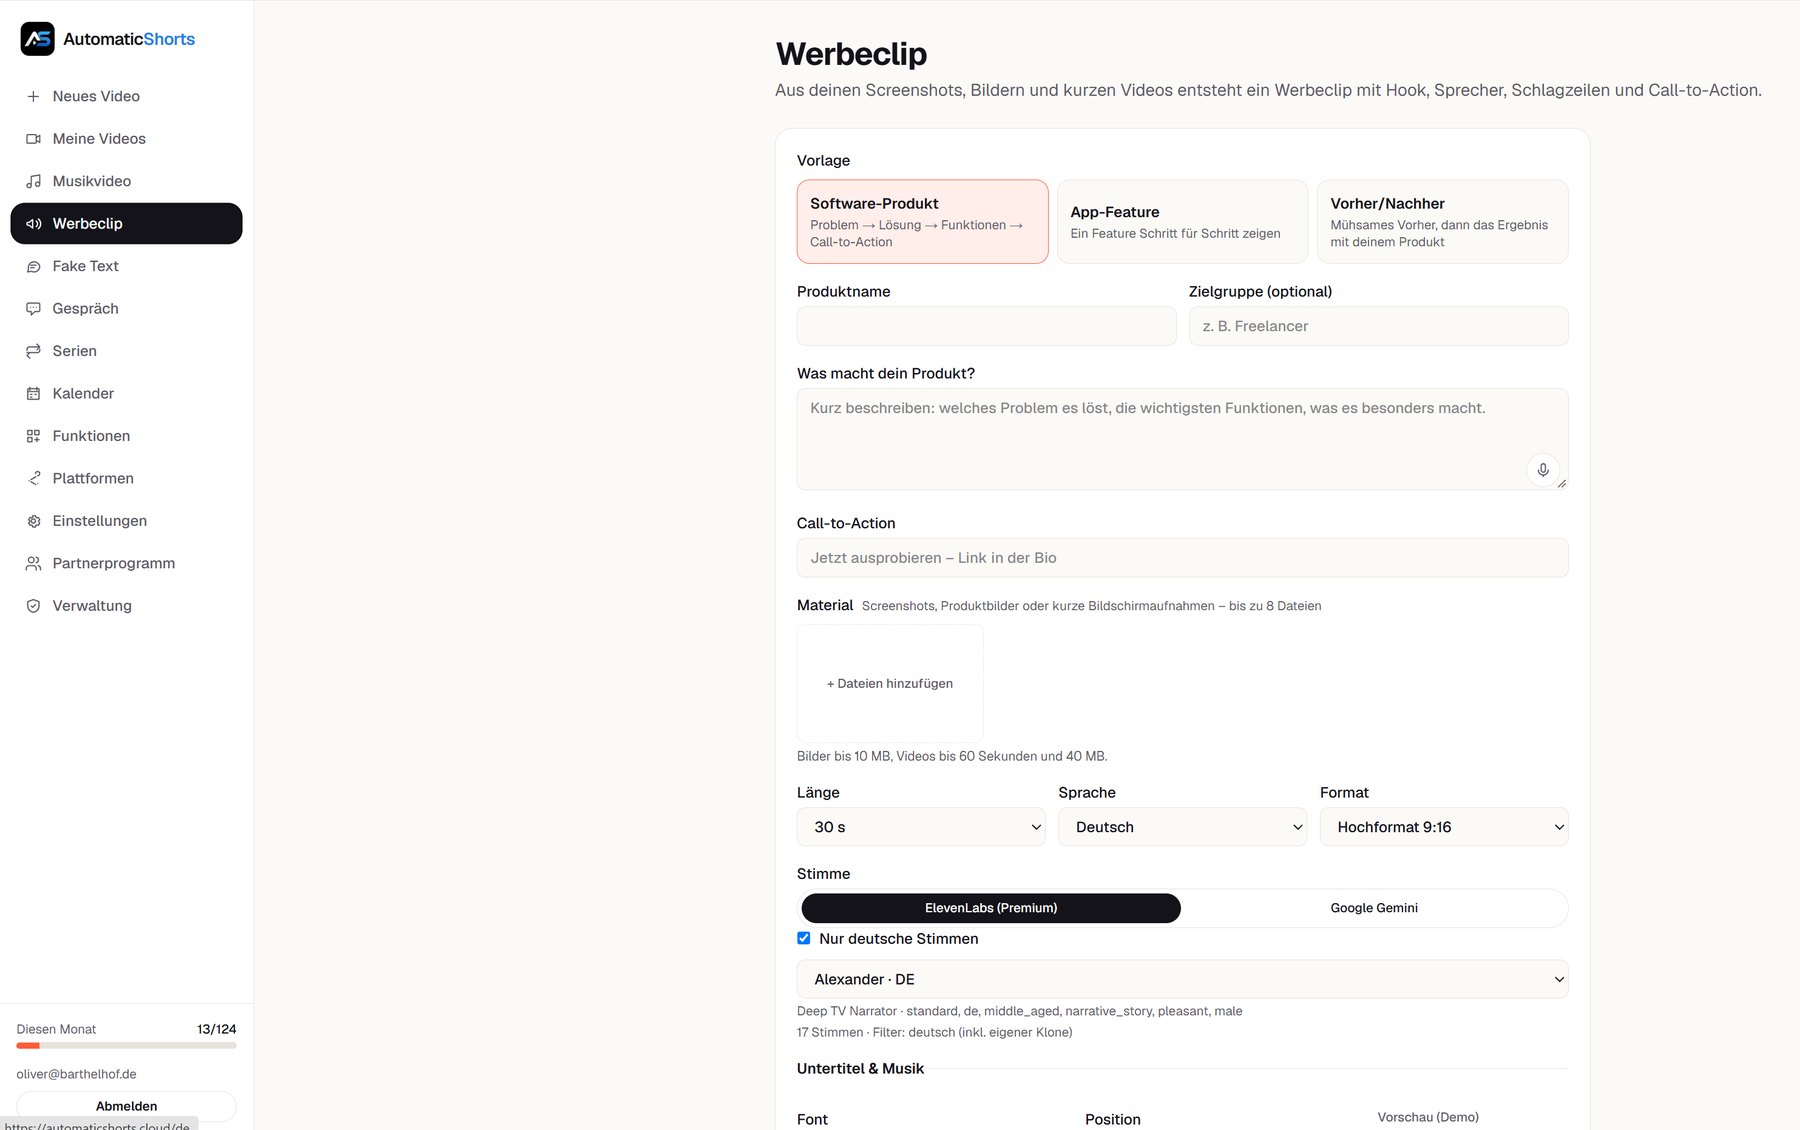 AutomaticShorts
Neues Video
Meine Videos
Musikvideo
Werbeclip
Fake Text
Gespräch
Serien
Kalender
Funktionen
Plattformen
Einstellungen
Partnerprogramm
Verwaltung
Diesen Monat 13/124
oliver@barthelhof.de
Abmelden
https://automaticshorts.cloud/de
Werbeclip
Aus deinen Screenshots, Bildern und kurzen Videos entsteht ein Werbeclip mit Hook, Sprecher, Schlagzeilen und Call-to-Action.
Vorlage
Software-Produkt
Problem → Lösung → Funktionen →
Call-to-Action
App-Feature
Ein Feature Schritt für Schritt zeigen
Vorher/Nachher
Mühsames Vorher, dann das Ergebnis
mit deinem Produkt
Produktname
Zielgruppe (optional)
z. B. Freelancer
Was macht dein Produkt?
Kurz beschreiben: welches Problem es löst, die wichtigsten Funktionen, was es besonders macht.
Call-to-Action
Jetzt ausprobieren – Link in der Bio
Material Screenshots, Produktbilder oder kurze Bildschirmaufnahmen – bis zu 8 Dateien
+ Dateien hinzufügen
Bilder bis 10 MB, Videos bis 60 Sekunden und 40 MB.
Länge
30 s
Sprache
Deutsch
Format
Hochformat 9:16
Stimme
ElevenLabs (Premium)
Google Gemini
Nur deutsche Stimmen
Alexander · DE
Deep TV Narrator · standard, de, middle_aged, narrative_story, pleasant, male
17 Stimmen · Filter: deutsch (inkl. eigener Klone)
Untertitel & Musik
Font
Position
Vorschau (Demo)